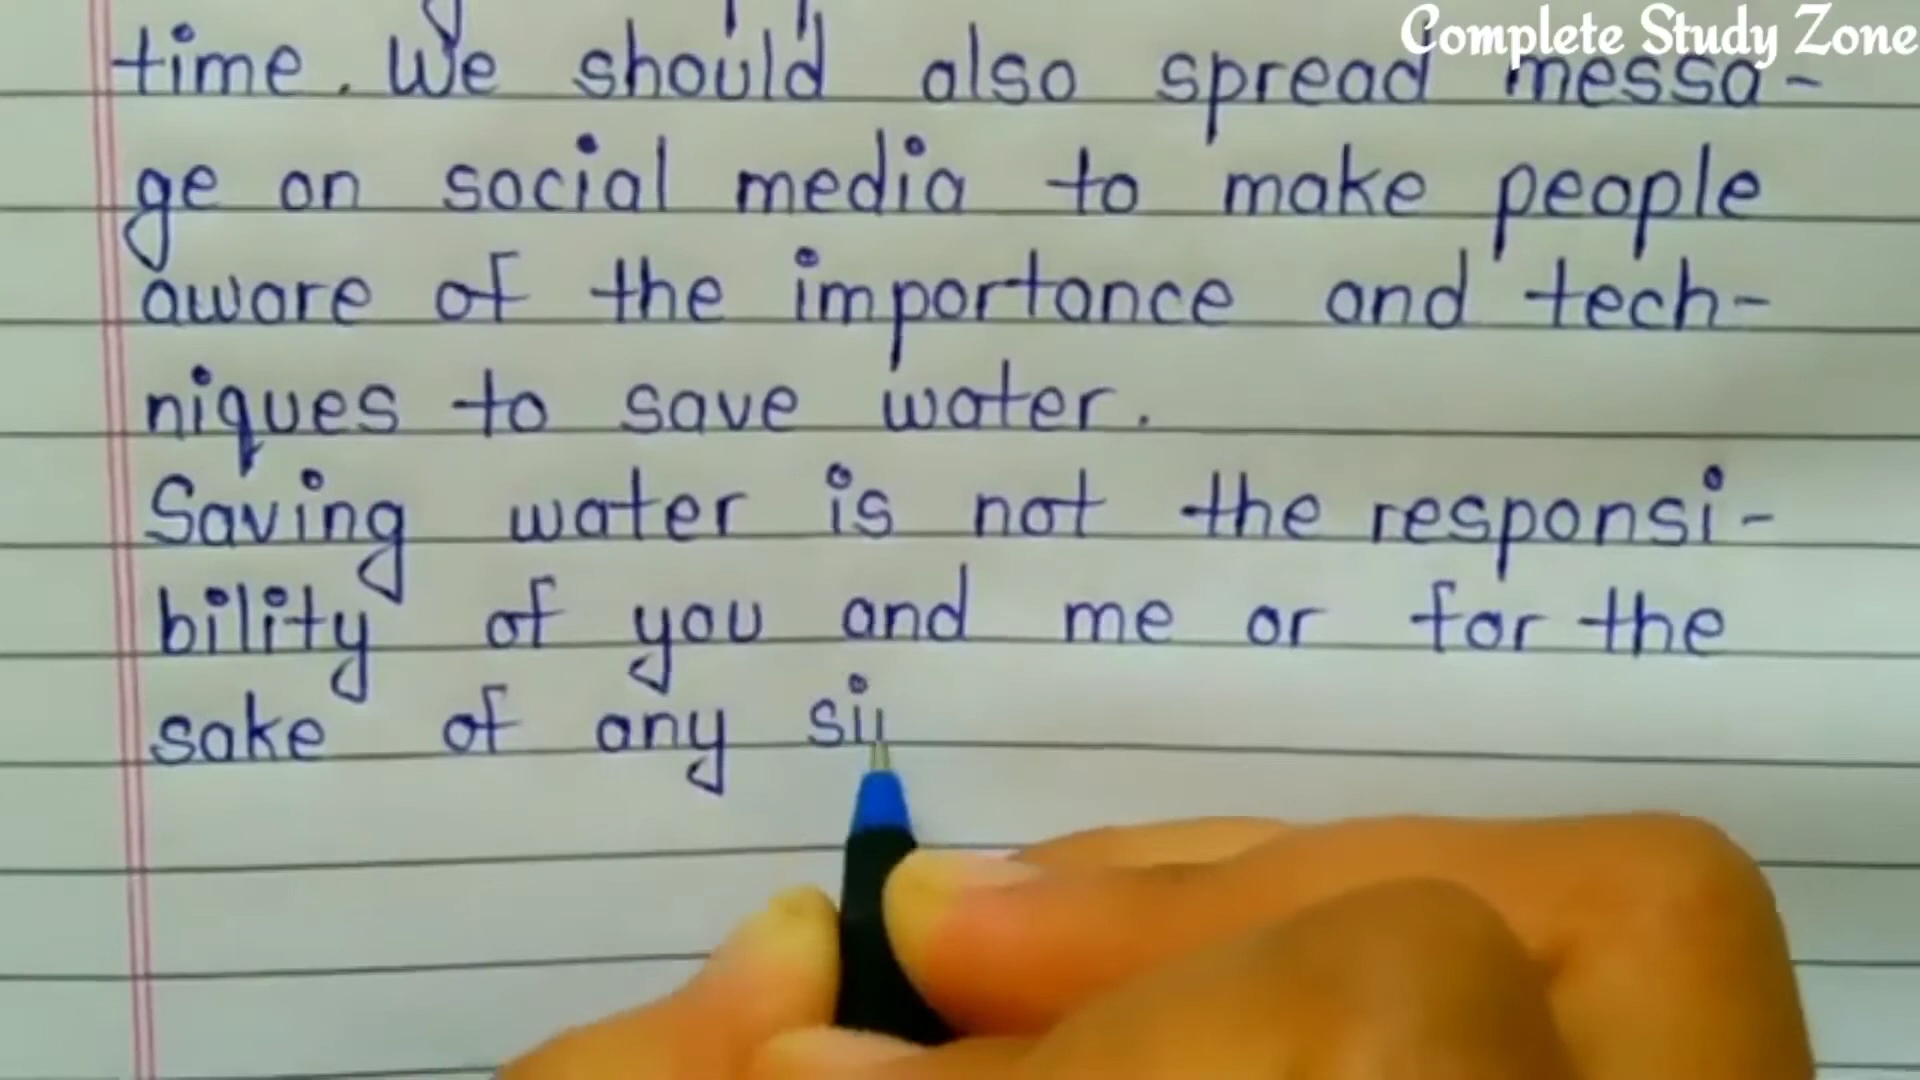 Complete Study Zone
time. We should also spread messa-
ge on social media to make people
aware of the importance and tech-
niques to save water.
Saving water is not the responsi-
bility of you and me or for the
sake of any